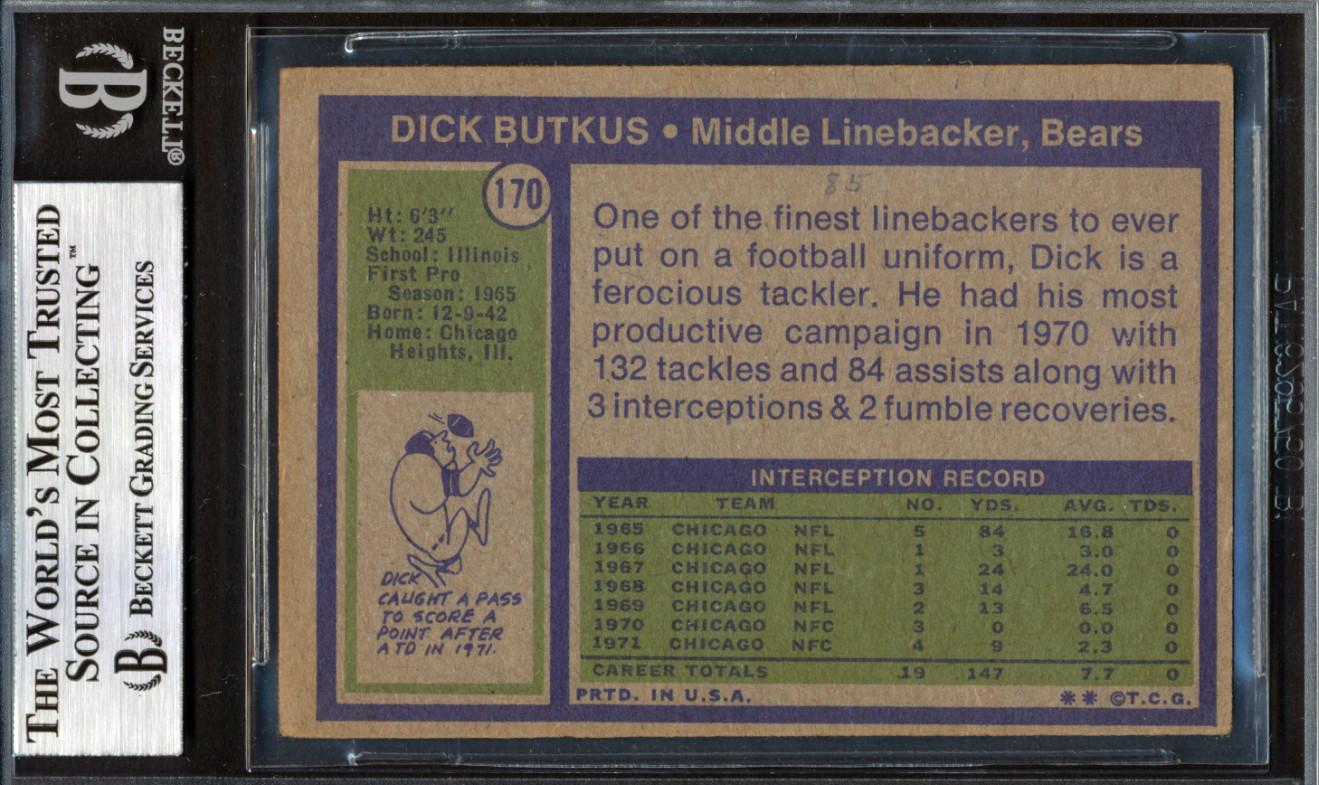 BECKETT®
THE WORLD'S MOST TRUSTED
SOURCE IN COLLECTING™
B BECKETT GRADING SERVICES
DICK BUTKUS • Middle Linebacker, Bears
170
Ht: 6'3"
Wt: 245
School: Illinois
First Pro
Season: 1965
Born: 12-9-42
Home: Chicago
Heights, Ill.
DICK
CAUGHT A PASS
TO SCORE A
POINT AFTER
A TD IN 1971.
85
One of the finest linebackers to ever
put on a football uniform, Dick is a
ferocious tackler. He had his most
productive campaign in 1970 with
132 tackles and 84 assists along with
3 interceptions & 2 fumble recoveries.
INTERCEPTION RECORD
YEAR TEAM NO. YDS. AVG. TDS.
1965 CHICAGO NFL 5 84 16.8 0
1966 CHICAGO NFL 1 3 3.0 0
1967 CHICAGO NFL 1 24 24.0 0
1968 CHICAGO NFL 3 14 4.7 0
1969 CHICAGO NFL 2 13 6.5 0
1970 CHICAGO NFC 3 0 0.0 0
1971 CHICAGO NFC 4 9 2.3 0
CAREER TOTALS 19 147 7.7 0
PRTD. IN U.S.A. ** ©T.C.G.